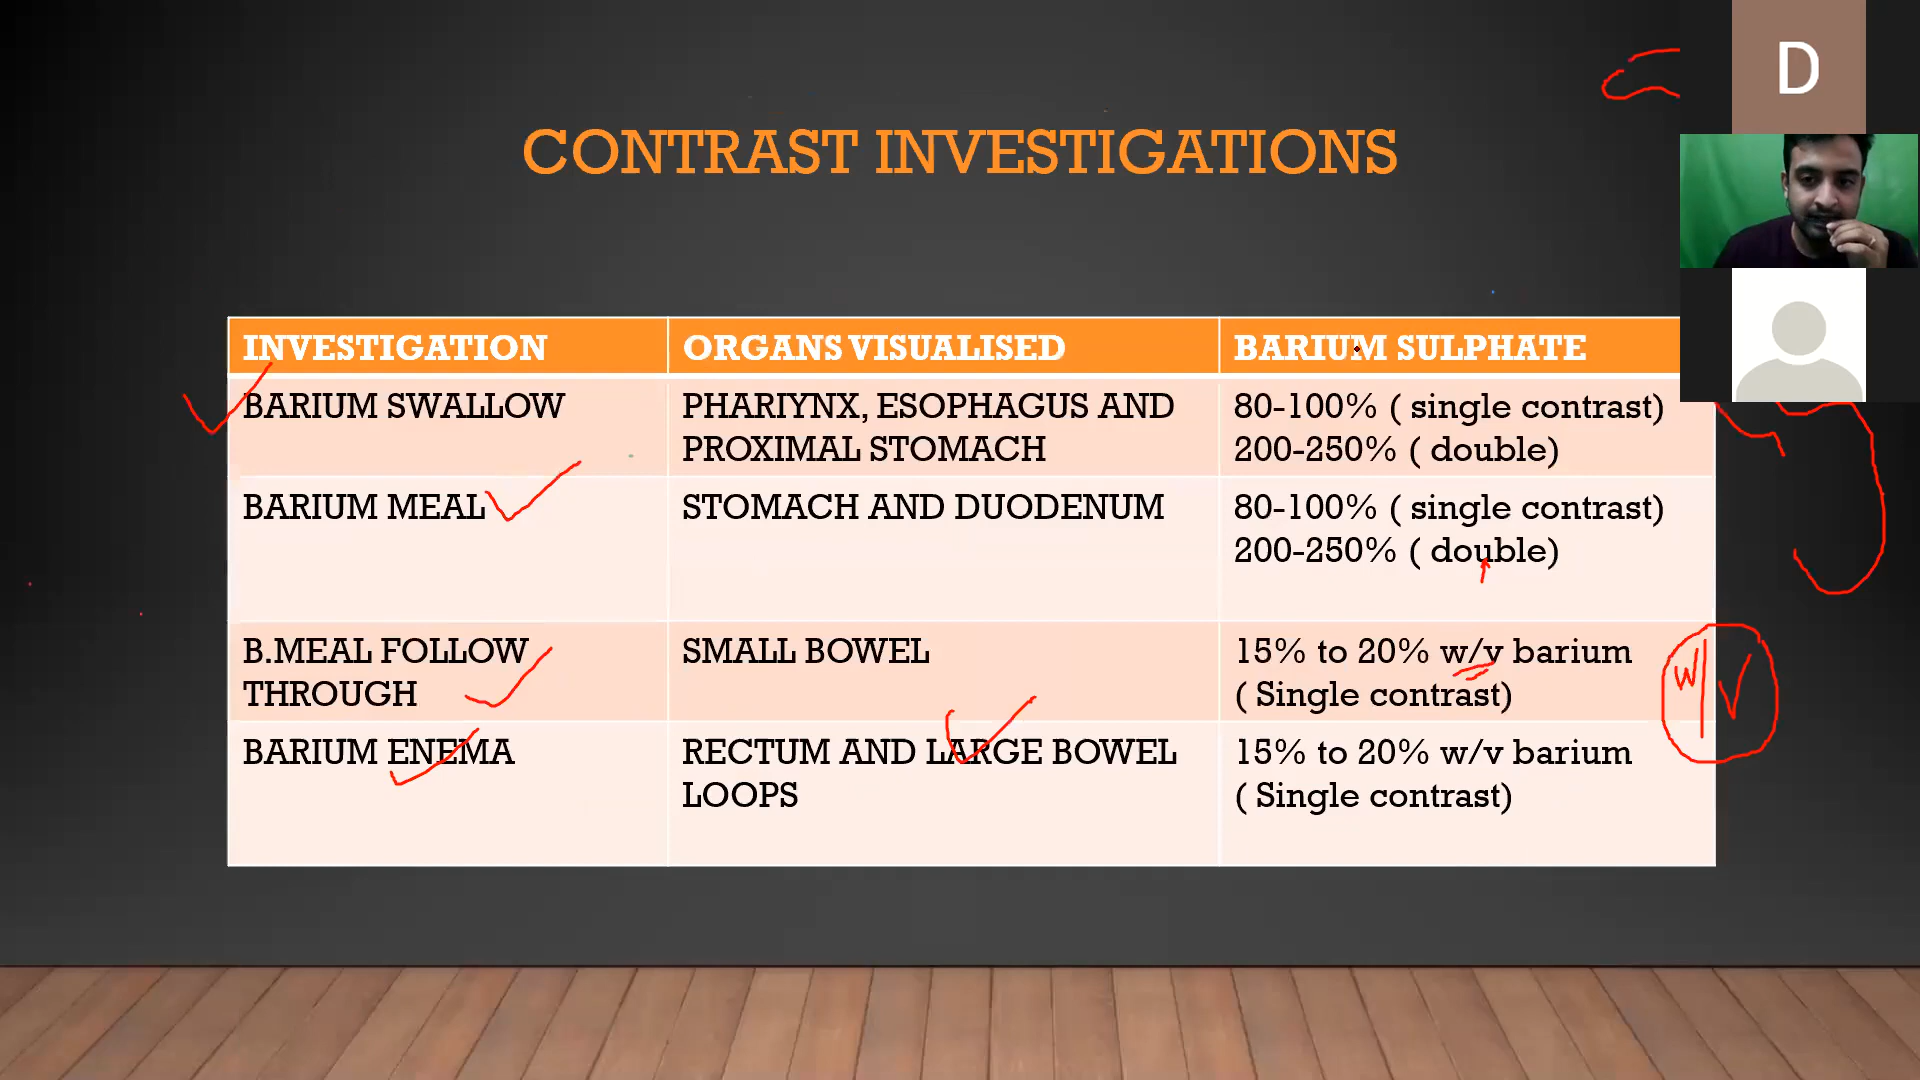 D
CONTRAST INVESTIGATIONS
INVESTIGATION
ORGANS VISUALISED
BARIUM SULPHATE
BARIUM SWALLOW
PHARIYNX, ESOPHAGUS AND
PROXIMAL STOMACH
80-100% ( single contrast)
200-250% ( double)
BARIUM MEAL
STOMACH AND DUODENUM
80-100% ( single contrast)
200-250% ( double)
B.MEAL FOLLOW
THROUGH
SMALL BOWEL
15% to 20% w/v barium
( Single contrast)
w/v
BARIUM ENEMA
RECTUM AND LARGE BOWEL
LOOPS
15% to 20% w/v barium
( Single contrast)